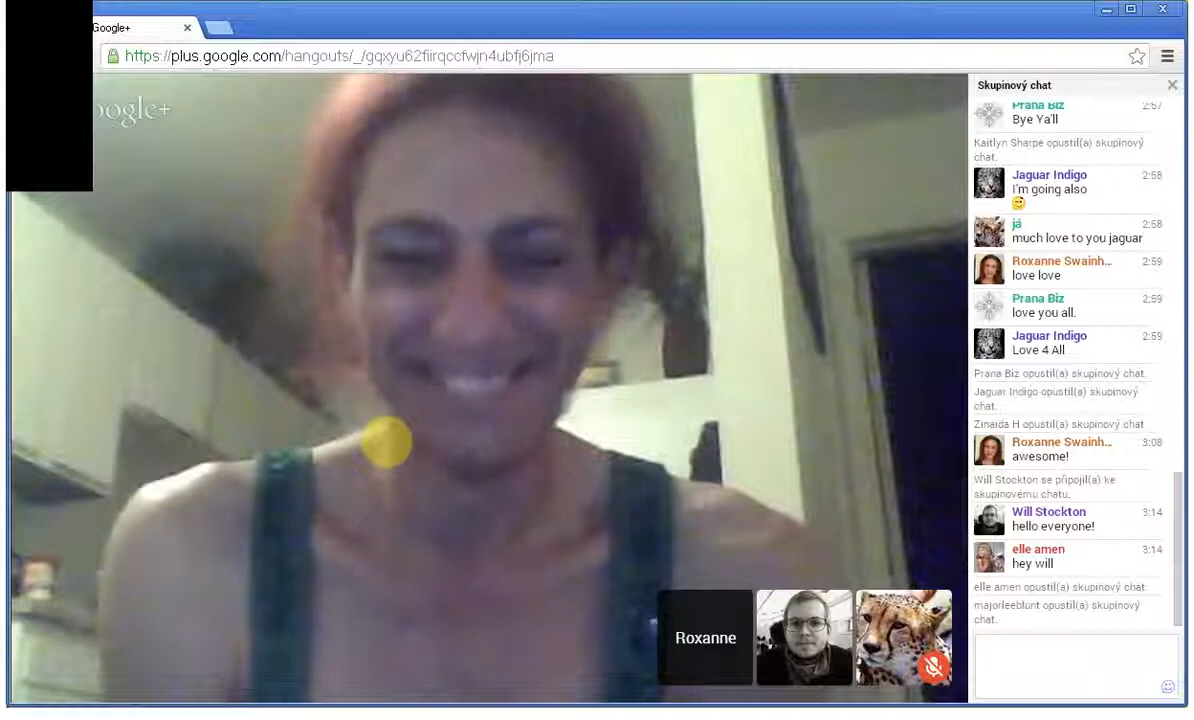 Google+
https://plus.google.com/hangouts/_/gqxyu62fiirqccfwjn4ubfj6jma
oogle+
Skupinový chat
Prana Biz 2:57
Bye Ya'll
Kaitlyn Sharpe opustil(a) skupinový
chat.
Jaguar Indigo 2:58
I'm going also
já 2:58
much love to you jaguar
Roxanne Swainh... 2:59
love love
Prana Biz 2:59
love you all.
Jaguar Indigo 2:59
Love 4 All
Prana Biz opustil(a) skupinový chat.
Jaguar Indigo opustil(a) skupinový
chat.
Zinaida H opustil(a) skupinový chat
Roxanne Swainh... 3:08
awesome!
Will Stockton se připojil(a) ke
skupinovému chatu.
Will Stockton 3:14
hello everyone!
elle amen 3:14
hey will
elle amen opustil(a) skupinový chat.
majorleeblunt opustil(a) skupinový
chat.
Roxanne